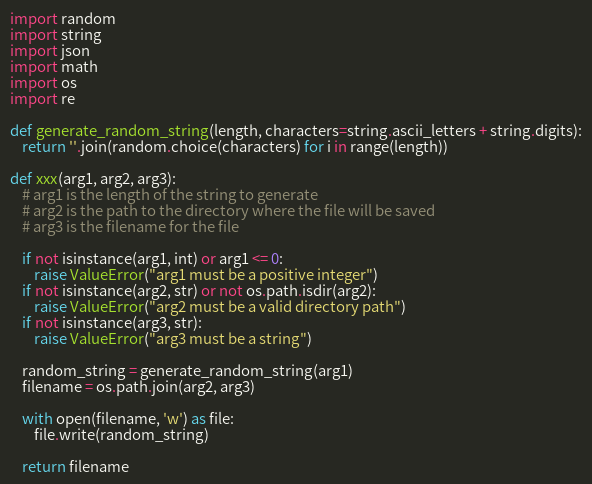 import random
import string
import json
import math
import os
import re

def generate_random_string(length, characters=string.ascii_letters + string.digits):
    return ''.join(random.choice(characters) for i in range(length))

def xxx(arg1, arg2, arg3):
    # arg1 is the length of the string to generate
    # arg2 is the path to the directory where the file will be saved
    # arg3 is the filename for the file

    if not isinstance(arg1, int) or arg1 <= 0:
        raise ValueError("arg1 must be a positive integer")
    if not isinstance(arg2, str) or not os.path.isdir(arg2):
        raise ValueError("arg2 must be a valid directory path")
    if not isinstance(arg3, str):
        raise ValueError("arg3 must be a string")

    random_string = generate_random_string(arg1)
    filename = os.path.join(arg2, arg3)

    with open(filename, 'w') as file:
        file.write(random_string)

    return filename